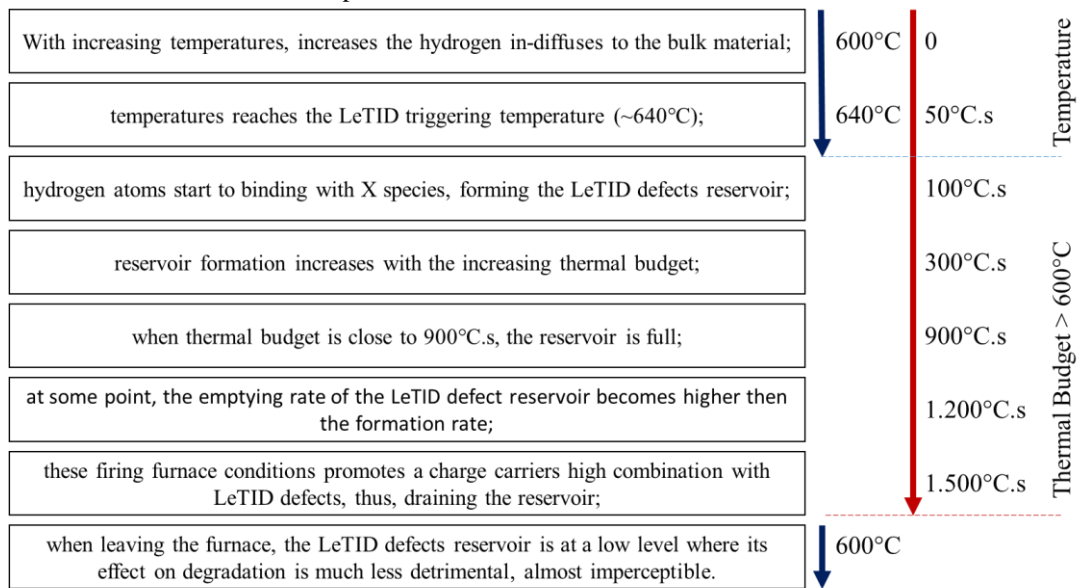 With increasing temperatures, increases the hydrogen in-diffuses to the bulk material;
600°C
0
temperatures reaches the LeTID triggering temperature (~640°C);
640°C
50°C.s
Temperature
hydrogen atoms start to binding with X species, forming the LeTID defects reservoir;
100°C.s
reservoir formation increases with the increasing thermal budget;
300°C.s
when thermal budget is close to 900°C.s, the reservoir is full;
900°C.s
at some point, the emptying rate of the LeTID defect reservoir becomes higher then
the formation rate;
1.200°C.s
these firing furnace conditions promotes a charge carriers high combination with
LeTID defects, thus, draining the reservoir;
1.500°C.s
Thermal Budget > 600°C
when leaving the furnace, the LeTID defects reservoir is at a low level where its
effect on degradation is much less detrimental, almost imperceptible.
600°C